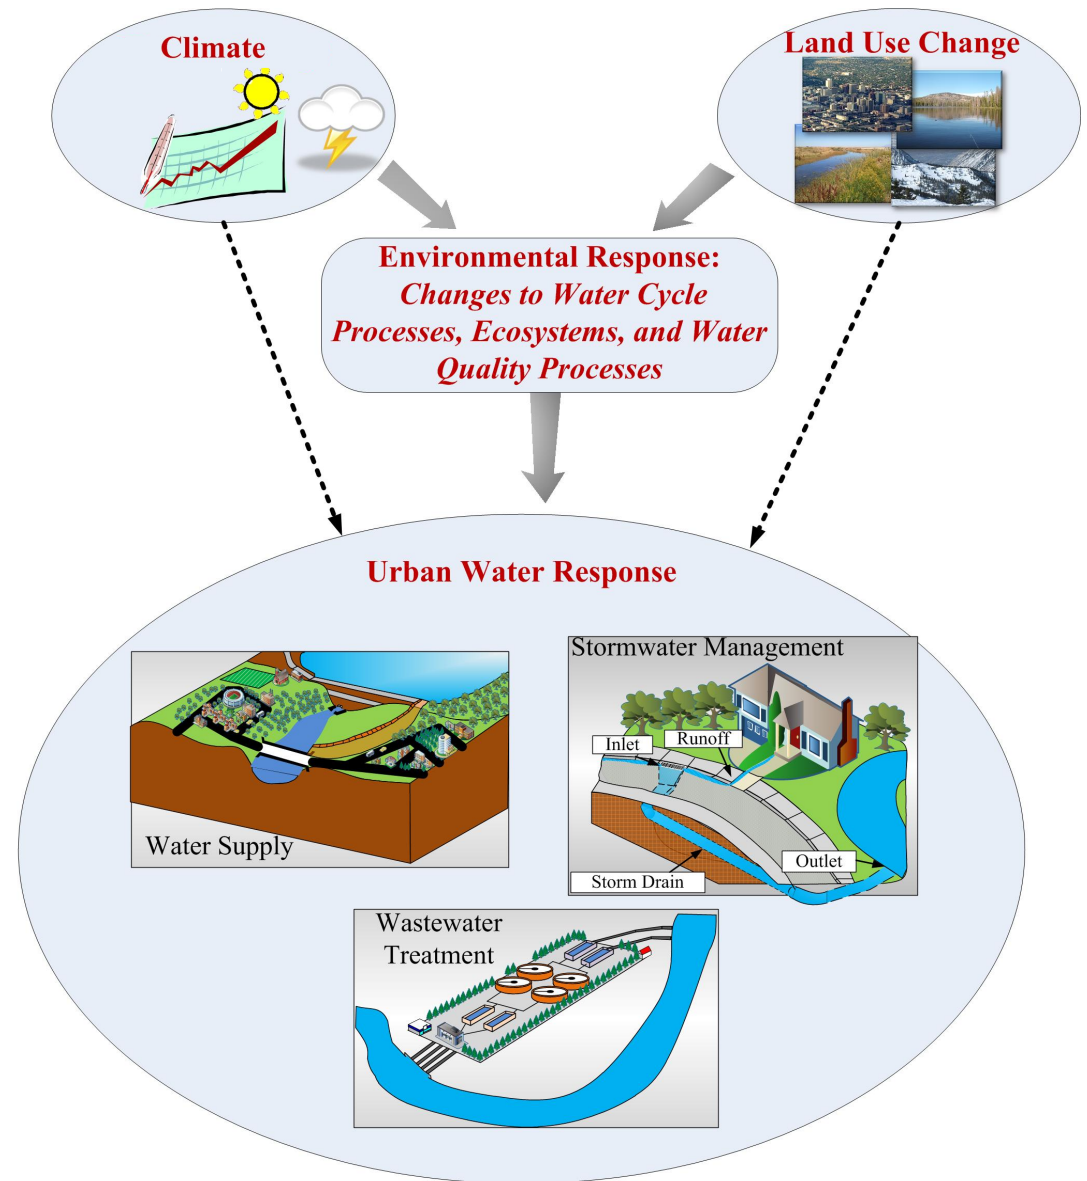 Climate
Land Use Change
Environmental Response:
Changes to Water Cycle
Processes, Ecosystems, and Water
Quality Processes
Urban Water Response
Water Supply
Stormwater Management
Inlet
Runoff
Outlet
Storm Drain
Wastewater
Treatment